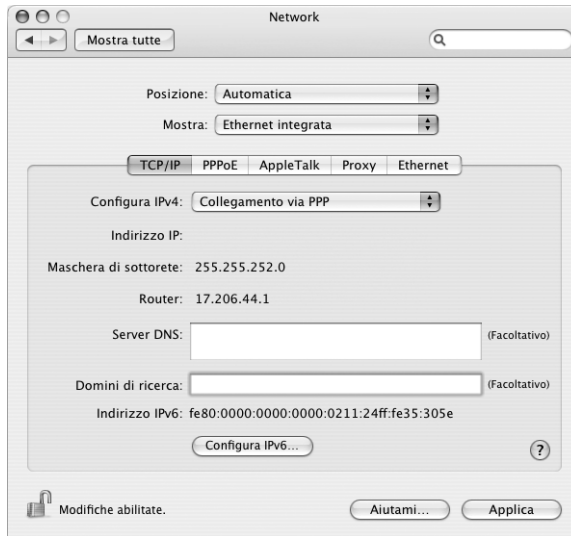 Network
Mostra tutte
Posizione: Automatica
Mostra: Ethernet integrata
TCP/IP PPPoE AppleTalk Proxy Ethernet
Configura IPv4: Collegamento via PPP
Indirizzo IP:
Maschera di sottorete: 255.255.252.0
Router: 17.206.44.1
Server DNS: (Facoltativo)
Domini di ricerca: (Facoltativo)
Indirizzo IPv6: fe80:0000:0000:0000:0211:24ff:fe35:305e
Configura IPv6... ?
Modifiche abilitate. Aiutami... Applica